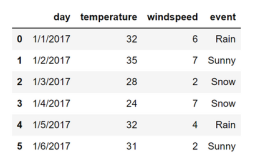 day temperature windspeed event
0 1/1/2017 32 6 Rain
1 1/2/2017 35 7 Sunny
2 1/3/2017 28 2 Snow
3 1/4/2017 24 7 Snow
4 1/5/2017 32 4 Rain
5 1/6/2017 31 2 Sunny